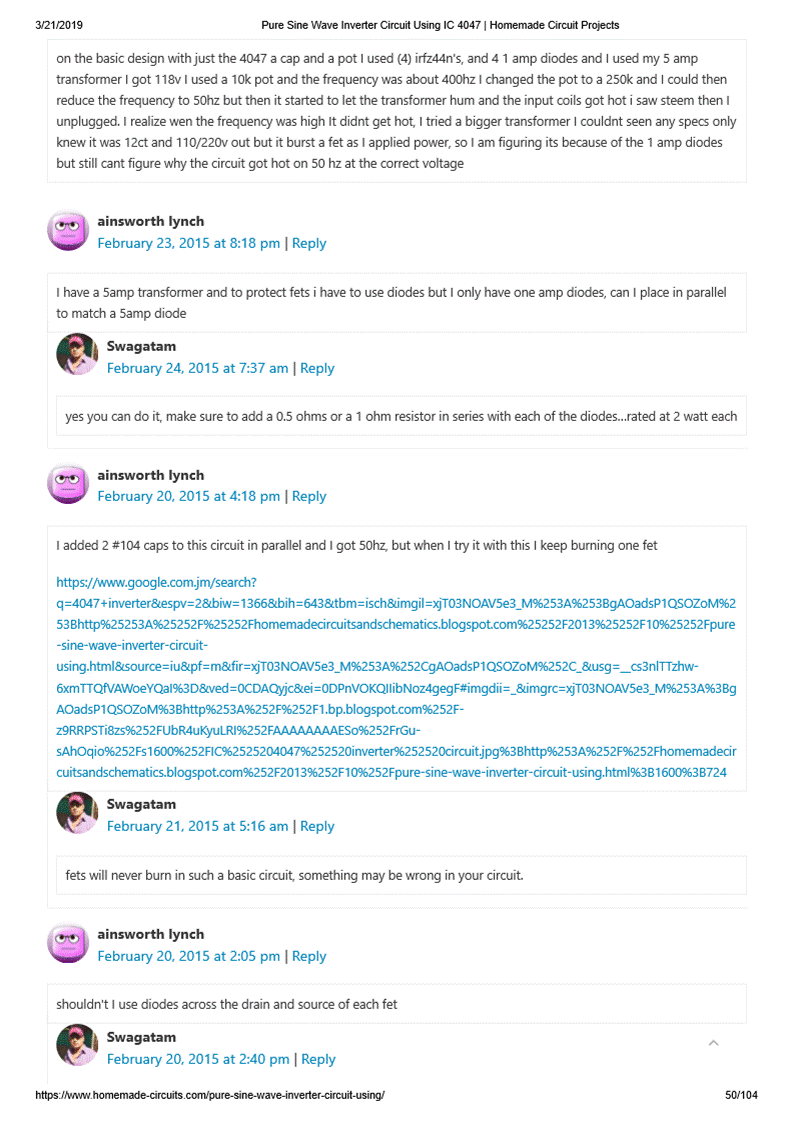 3/21/2019
Pure Sine Wave Inverter Circuit Using IC 4047 | Homemade Circuit Projects
on the basic design with just the 4047 a cap and a pot I used (4) irfz44n's, and 4 1 amp diodes and I used my 5 amp
transformer I got 118v I used a 10k pot and the frequency was about 400hz I changed the pot to a 250k and I could then
reduce the frequency to 50hz but then it started to let the transformer hum and the input coils got hot i saw steem then I
unplugged. I realize wen the frequency was high It didnt get hot, I tried a bigger transformer I couldnt seen any specs only
knew it was 12ct and 110/220v out but it burst a fet as I applied power, so I am figuring its because of the 1 amp diodes
but still cant figure why the circuit got hot on 50 hz at the correct voltage
ainsworth lynch
February 23, 2015 at 8:18 pm | Reply
I have a 5amp transformer and to protect fets i have to use diodes but I only have one amp diodes, can I place in parallel
to match a 5amp diode
Swagatam
February 24, 2015 at 7:37 am | Reply
yes you can do it, make sure to add a 0.5 ohms or a 1 ohm resistor in series with each of the diodes...rated at 2 watt each
ainsworth lynch
February 20, 2015 at 4:18 pm | Reply
I added 2 #104 caps to this circuit in parallel and I got 50hz, but when I try it with this I keep burning one fet
https://www.google.com.jm/search?
q=4047+inverter&espv=2&biw=1366&bih=643&tbm=isch&imgil=xjT03NOAV5e3_M%253A%253BgAOadsP1QSOZoM%2
53Bhttp%25253A%25252F%25252Fhomemadecircuitsandschematics.blogspot.com%25252F2013%25252F10%25252Fpure
-sine-wave-inverter-circuit-
using.html&source=iu&pf=m&fir=xjT03NOAV5e3_M%253A%252CgAOadsP1QSOZoM%252C_&usg=__cs3nlTTzhw-
6xmTTQfVAWoeYQaI%3D&ved=0CDAQyjc&ei=0DPnVOKQIIibNoz4gegF#imgdii=_&imgrc=xjT03NOAV5e3_M%253A%3Bg
AOadsP1QSOZoM%3Bhttp%253A%252F%252F1.bp.blogspot.com%252F-
z9RRPSTi8zs%252FUbR4uKyuLRI%252FAAAAAAAAESo%252FrGu-
sAhOqio%252Fs1600%252FIC%2525204047%252520inverter%252520circuit.jpg%3Bhttp%253A%252F%252Fhomemadecir
cuitsandschematics.blogspot.com%252F2013%252F10%252Fpure-sine-wave-inverter-circuit-using.html%3B1600%3B724
Swagatam
February 21, 2015 at 5:16 am | Reply
fets will never burn in such a basic circuit, something may be wrong in your circuit.
ainsworth lynch
February 20, 2015 at 2:05 pm | Reply
shouldn't I use diodes across the drain and source of each fet
Swagatam
February 20, 2015 at 2:40 pm | Reply
https://www.homemade-circuits.com/pure-sine-wave-inverter-circuit-using/
50/104